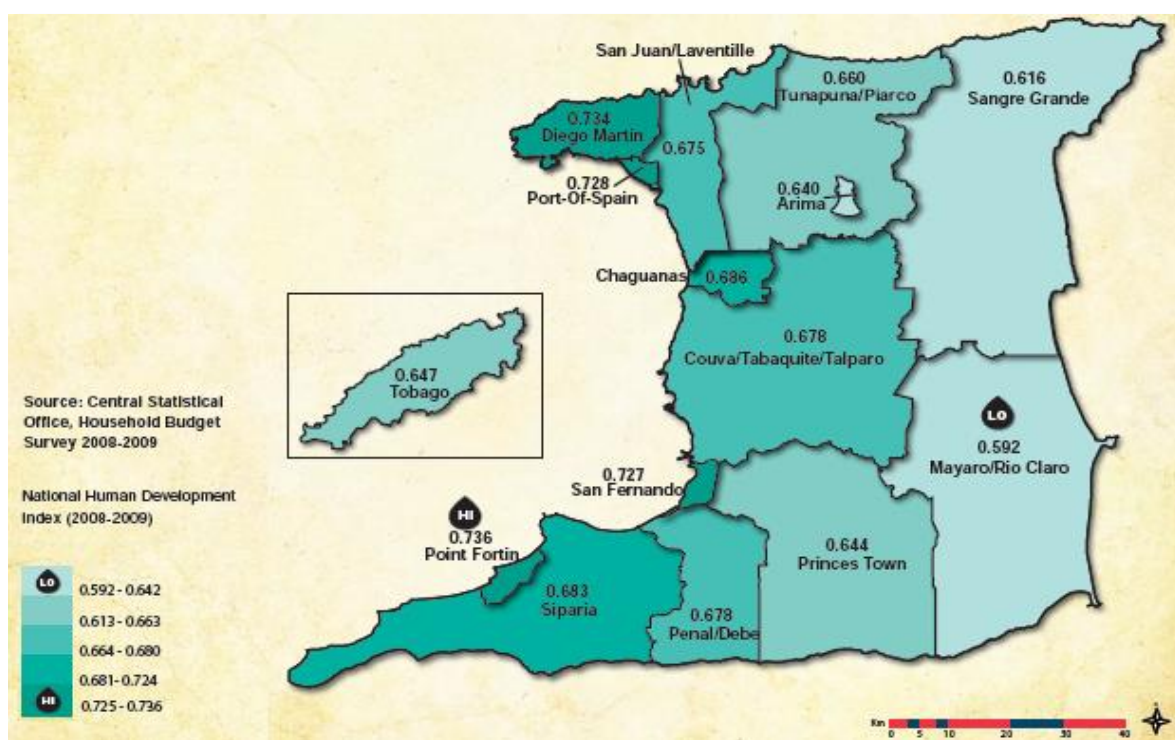 San Juan/Laventille
0.660
Tunapuna/Piarco
0.616
Sangre Grande
0.734
Diego Martin
0.675
0.728
Port-Of-Spain
0.640
Arima
Chaguanas
0.686
0.678
Couva/Tabaquite/Talparo
0.647
Tobago
Source: Central Statistical
Office, Household Budget
Survey 2008-2009
LO
0.592
Mayaro/Rio Claro
0.727
San Fernando
National Human Development
Index (2008-2009)
HI
0.736
Point Fortin
0.644
Princes Town
0.683
Siparia
0.678
Penal/Debe
LO
0.592 - 0.642
0.613 - 0.663
0.664 - 0.680
0.681 - 0.724
HI
0.725 - 0.736
Km
0 5 10 20 30 40